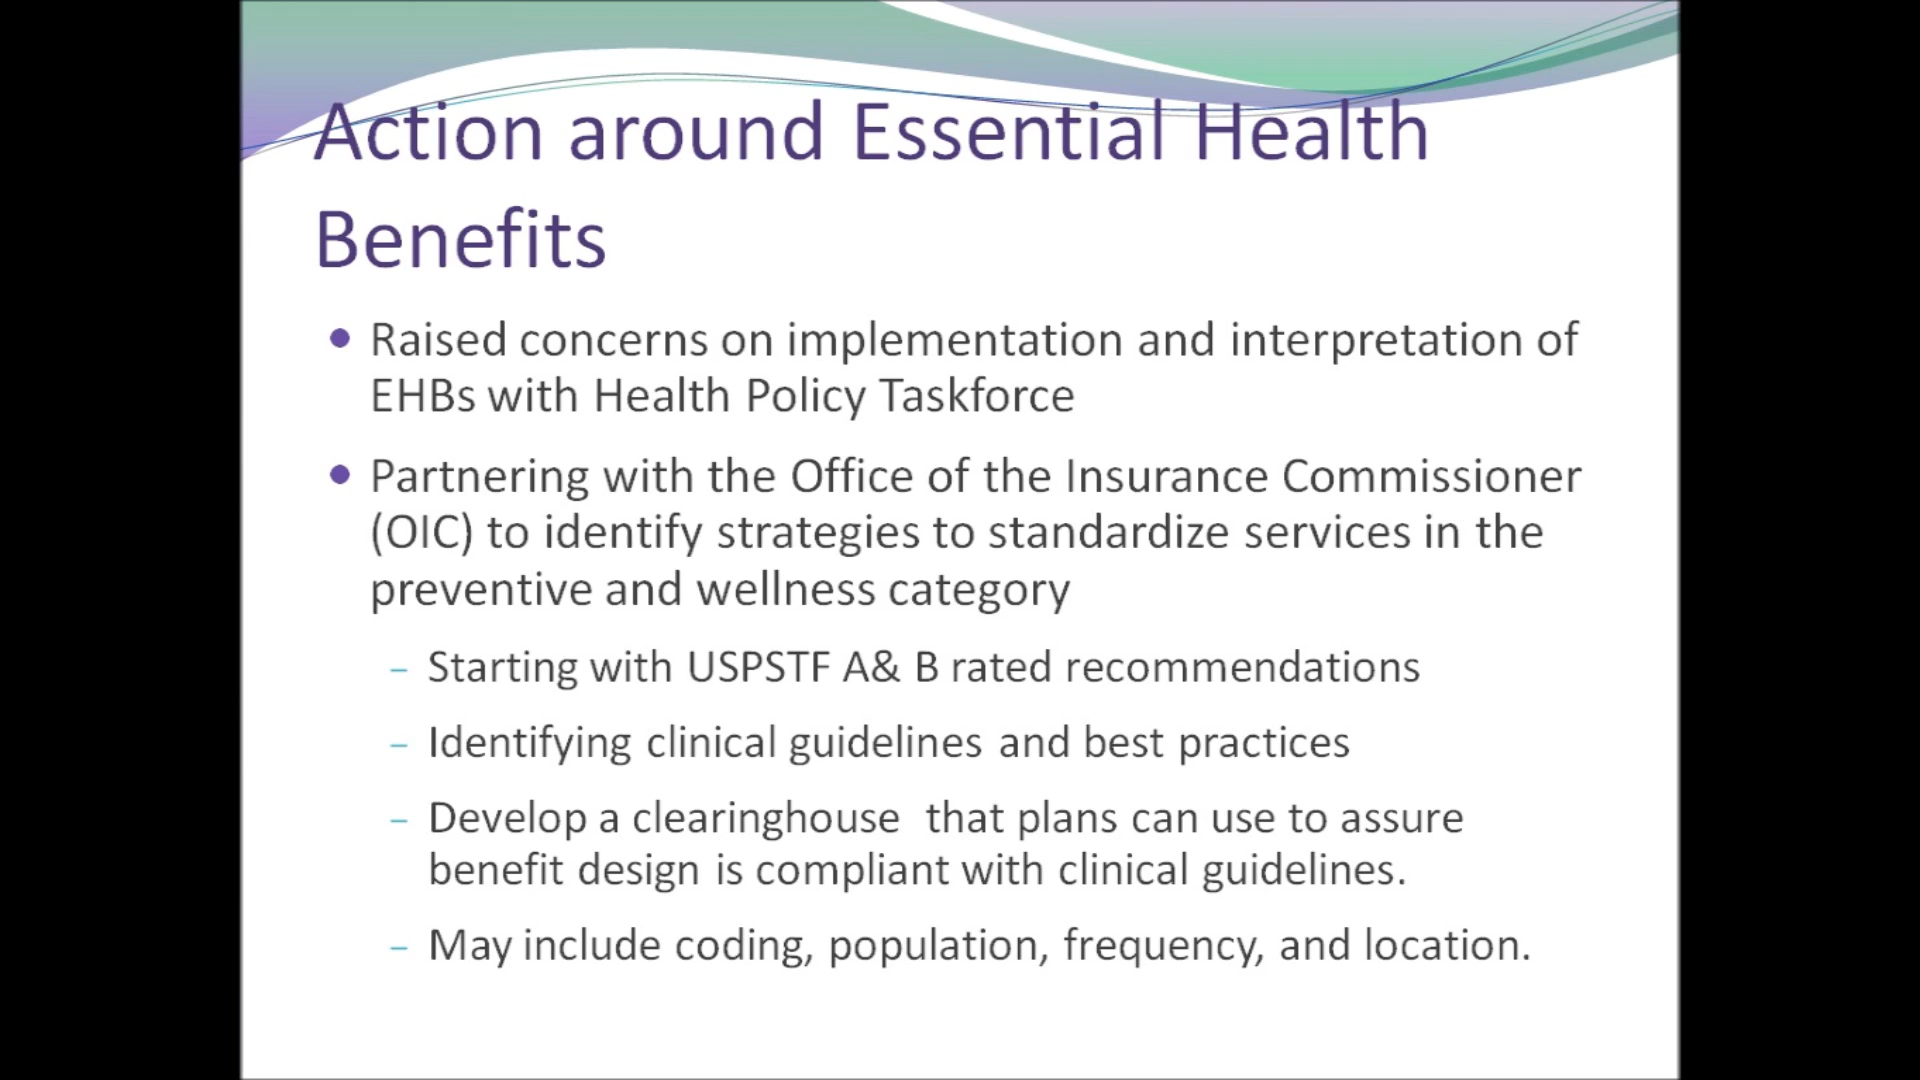 Action around Essential Health
Benefits
• Raised concerns on implementation and interpretation of
EHBs with Health Policy Taskforce
• Partnering with the Office of the Insurance Commissioner
(OIC) to identify strategies to standardize services in the
preventive and wellness category
– Starting with USPSTF A& B rated recommendations
– Identifying clinical guidelines and best practices
– Develop a clearinghouse  that plans can use to assure
benefit design is compliant with clinical guidelines.
– May include coding, population, frequency, and location.